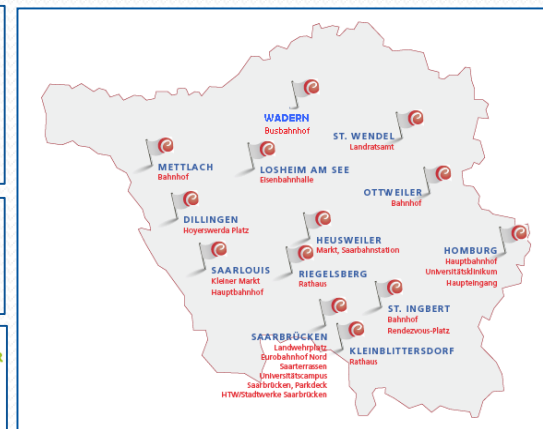 WADERN
Busbahnhof
ST. WENDEL
Landratsamt
METTLACH
Bahnhof
LOSHEIM AM SEE
Eisenbahnhalle
OTTWEILER
Bahnhof
DILLINGEN
Hoyerswerda Platz
HEUSWEILER
Markt, Saarbahnstation
HOMBURG
Hauptbahnhof
Universitätsklinikum
Haupteingang
SAARLOUIS
Kleiner Markt
Hauptbahnhof
RIEGELSBERG
Rathaus
ST. INGBERT
Bahnhof
Rendezvous-Platz
SAARBRÜCKEN
Landwehrplatz
Eurobahnhof Nord
Saarterrassen
Universitätscampus
Saarbrücken, Parkdeck
HTW/Stadtwerke Saarbrücken
KLEINBLITTERSDORF
Rathaus
R